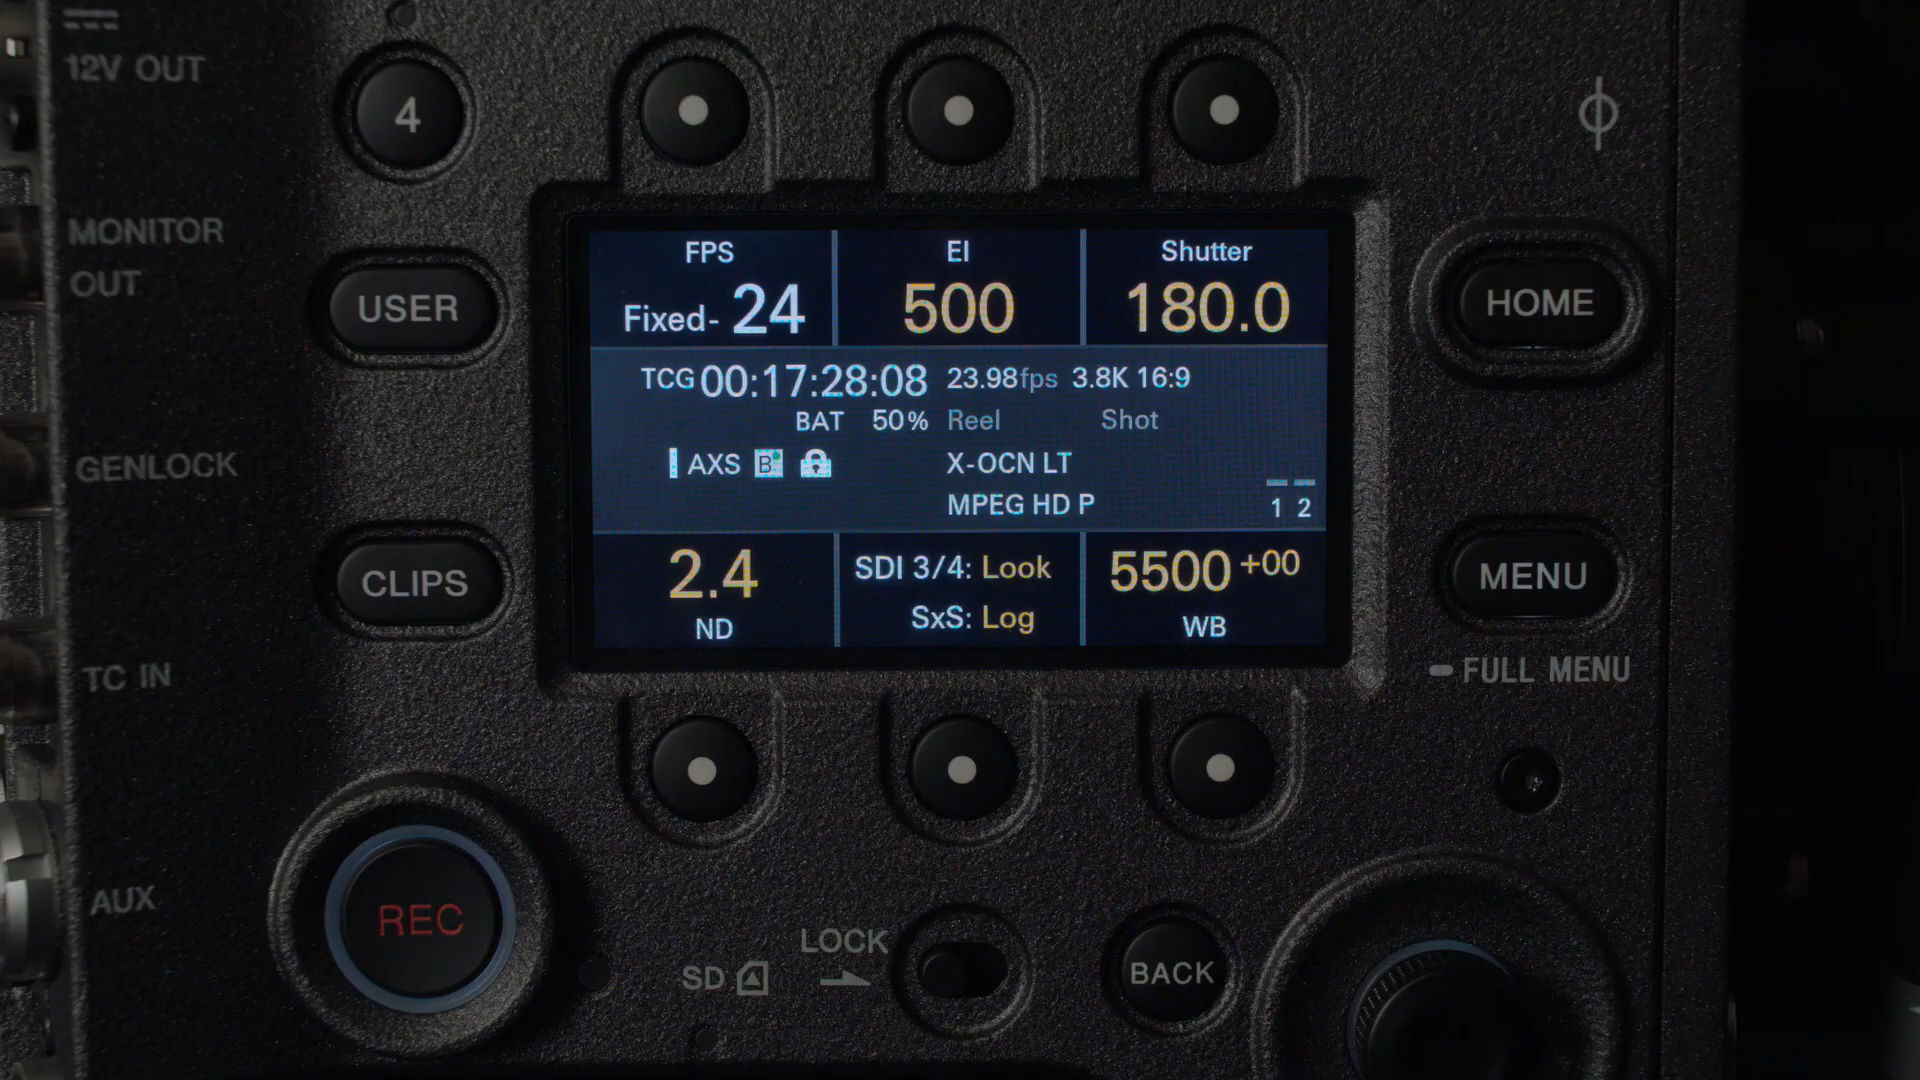 12V OUT
4
MONITOR
OUT
USER
HOME
FPS
Fixed- 24
EI
500
Shutter
180.0
TCG 00:17:28:08 23.98fps 3.8K 16:9
BAT 50% Reel Shot
AXS B X-OCN LT
MPEG HD P
1 2
2.4
ND
SDI 3/4: Look
SxS: Log
5500 +00
WB
GENLOCK
CLIPS
MENU
FULL MENU
TC IN
AUX
REC
SD
LOCK
BACK